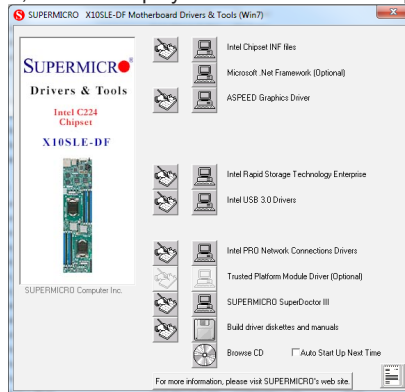 SUPERMICRO X10SLE-DF Motherboard Drivers & Tools (Win7)
SUPERMICRO
Drivers & Tools
Intel C224
Chipset
X10SLE-DF
SUPERMICRO Computer Inc.
Intel Chipset INF files
Microsoft .Net Framework (Optional)
ASPEED Graphics Driver
Intel Rapid Storage Technology Enterprise
Intel USB 3.0 Drivers
Intel PRO Network Connections Drivers
Trusted Platform Module Driver (Optional)
SUPERMICRO SuperDoctor III
Build driver diskettes and manuals
Browse CD
Auto Start Up Next Time
For more information, please visit SUPERMICRO's web site.